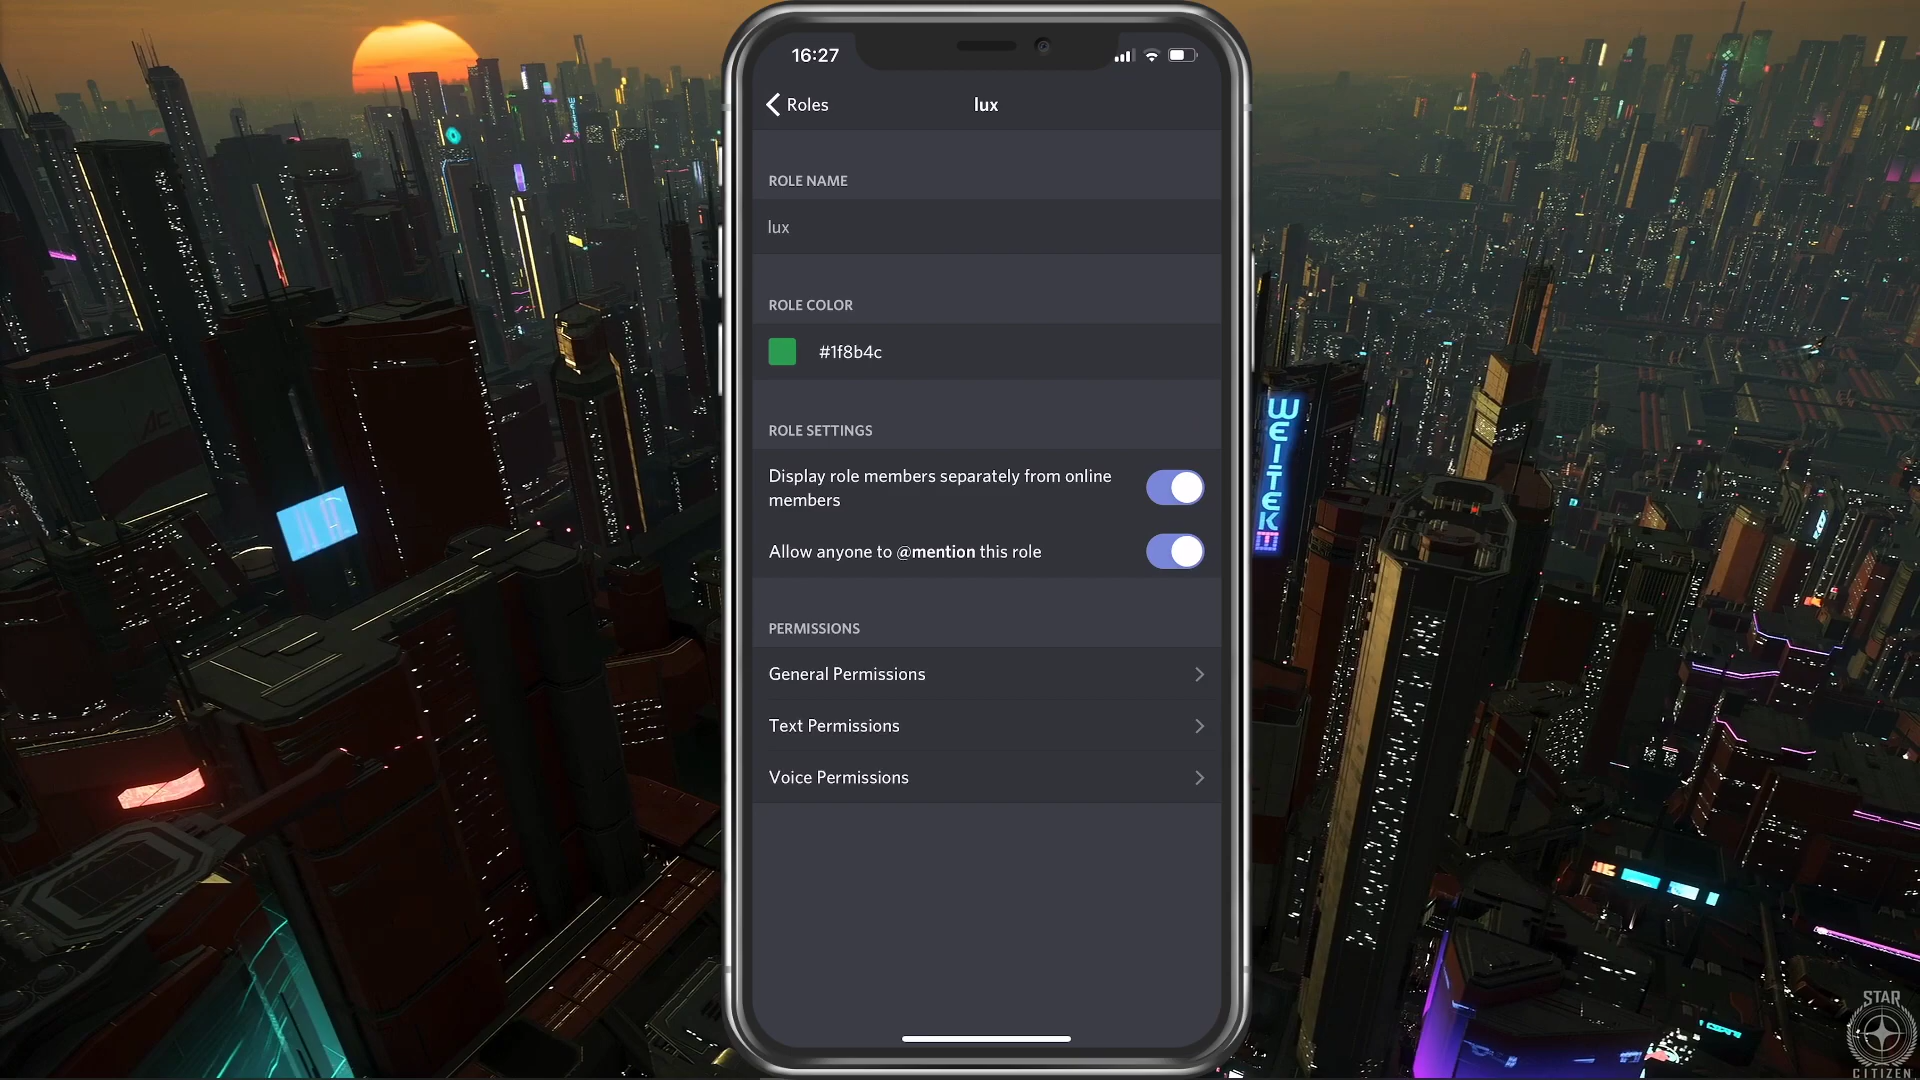 16:27
Roles
lux
ROLE NAME
lux
ROLE COLOR
#1f8b4c
ROLE SETTINGS
Display role members separately from online
members
Allow anyone to @mention this role
PERMISSIONS
General Permissions
Text Permissions
Voice Permissions
WEITEK
STAR
CITIZEN